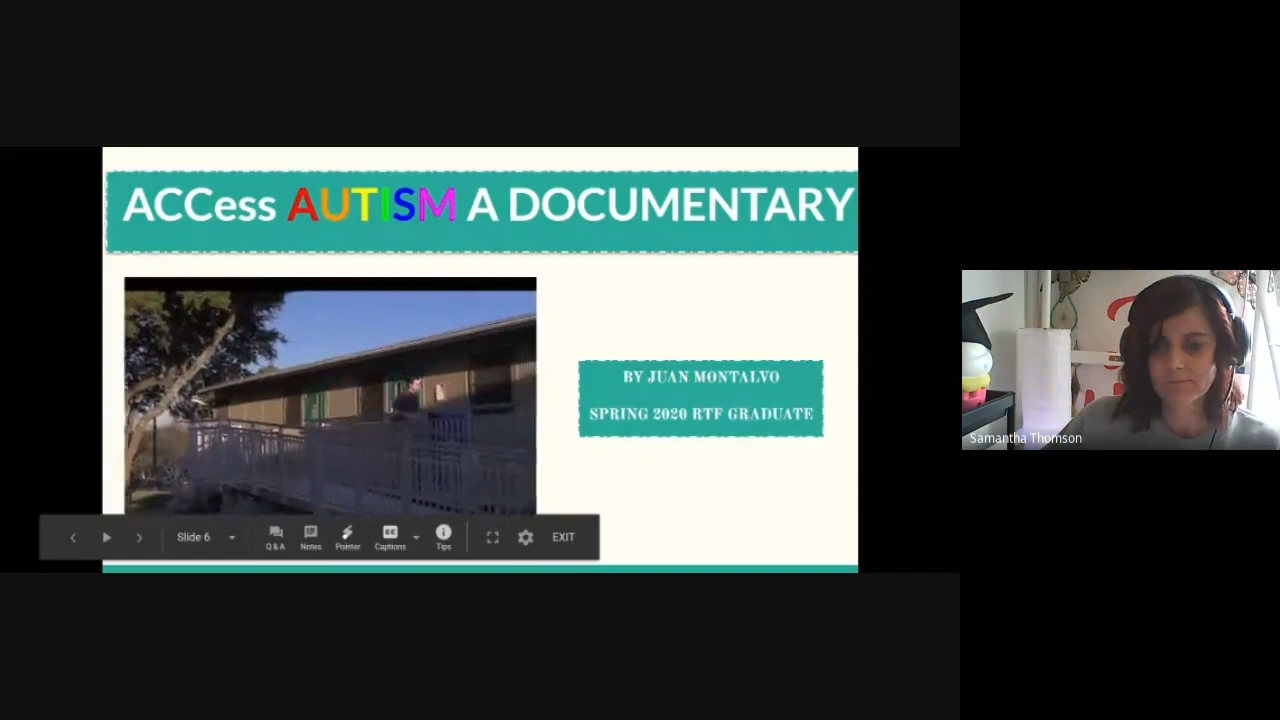 ACCess AUTISM A DOCUMENTARY
BY JUAN MONTALVO
SPRING 2020 RTF GRADUATE
Slide 6
Q & A
Notes
Pointer
Captions
Tips
EXIT
Samantha Thomson